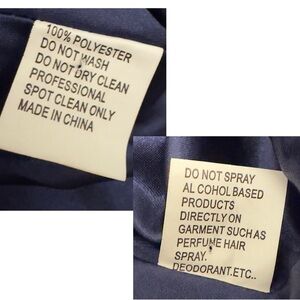 100% POLYESTER
DO NOT WASH
DO NOT DRY CLEAN
PROFESSIONAL
SPOT CLEAN ONLY
MADE IN CHINA
DO NOT SPRAY
AL COHOL BASED
PRODUCTS
DIRECTLY ON
GARMENT SUCH AS
PERFUME HAIR
SPRAY.
DEODORANT.ETC..